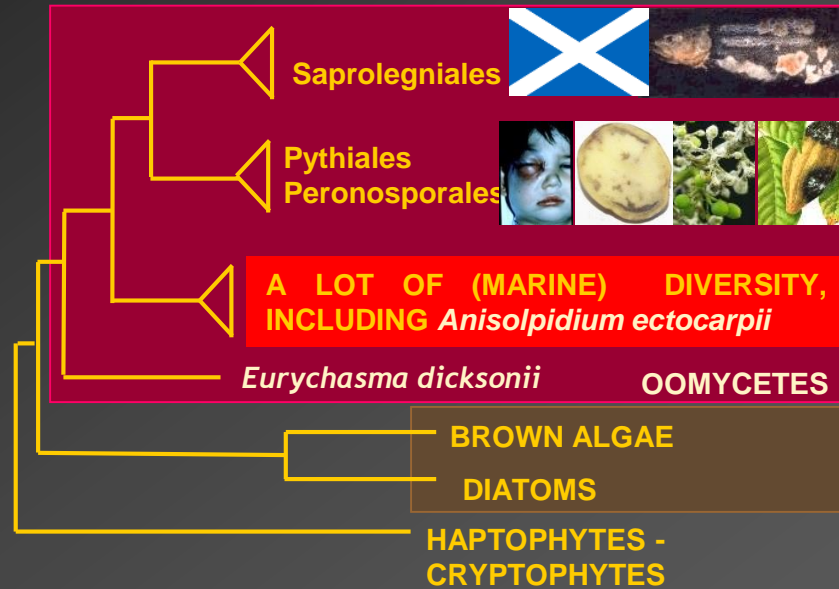 Saprolegniales
Pythiales
Peronosporales
A LOT OF (MARINE) DIVERSITY,
INCLUDING Anisolpidium ectocarpii
Eurychasma dicksonii
OOMYCETES
BROWN ALGAE
DIATOMS
HAPTOPHYTES -
CRYPTOPHYTES